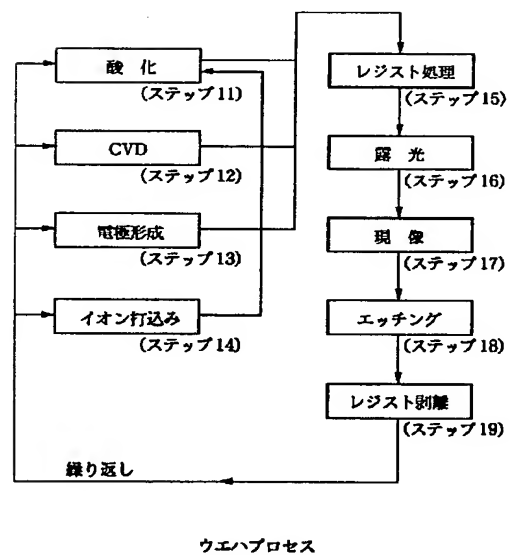 酸 化
(ステップ11)
CVD
(ステップ12)
電極形成
(ステップ13)
イオン打込み
(ステップ14)
レジスト処理
(ステップ15)
露 光
(ステップ16)
現 像
(ステップ17)
エッチング
(ステップ18)
レジスト剥離
(ステップ19)
繰り返し
ウエハプロセス